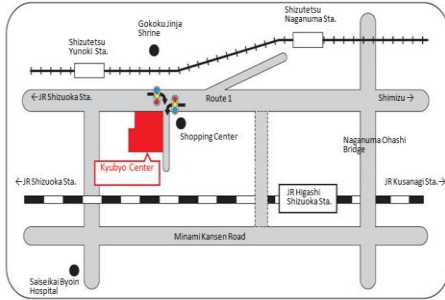 Shizutetsu
Naganuma Sta.
Gokoku Jinja
Shrine
Shizutetsu
Yunoki Sta.
←JR Shizuoka Sta.
Route 1
Shimizu→
Shopping Center
Naganuma Ohashi
Bridge
Kyubyo Center
←JR Shizuoka Sta.
JR Kusanagi Sta.→
JR Higashi
Shizuoka Sta.
Minami Kansen Road
Saiseikai Byoin
Hospital